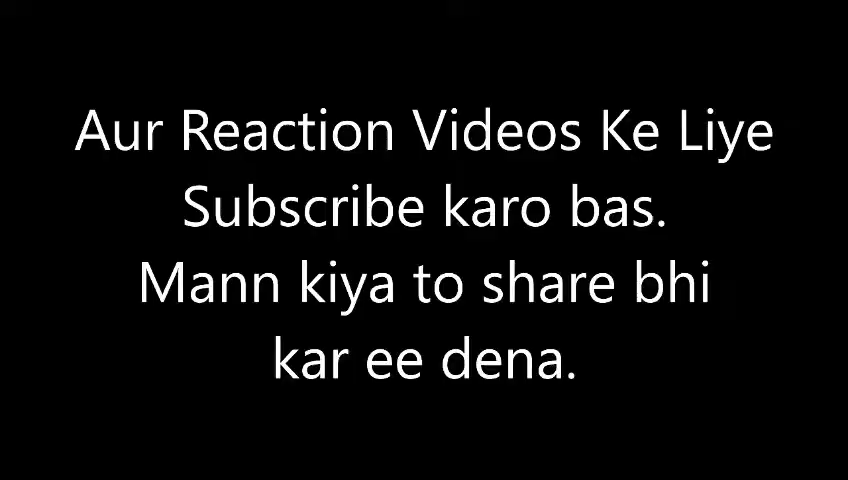 Aur Reaction Videos Ke Liye
Subscribe karo bas.
Mann kiya to share bhi
kar ee dena.